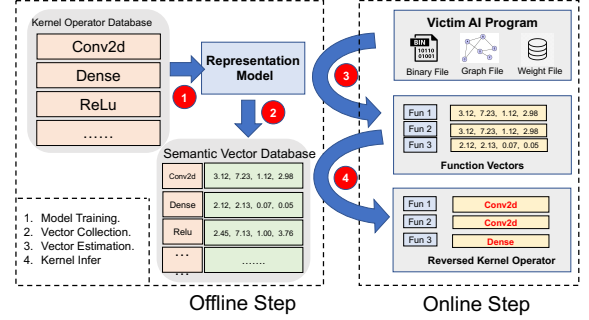 Kernel Operator Database
Conv2d
Dense
ReLu
......
Representation
Model
1
2
Semantic Vector Database
Conv2d 3.12, 7.23, 1.12, 2.98
Dense 2.12, 2.13, 0.07, 0.05
Relu 2.45, 7.13, 1.00, 3.76
... .......
...
1. Model Training.
2. Vector Collection.
3. Vector Estimation.
4. Kernel Infer
Offline Step
3
4
Victim AI Program
BIN
10110
01001
Binary File Graph File Weight File
Fun 1 3.12, 7.23, 1.12, 2.98
Fun 2 3.12, 7.23, 1.12, 2.98
Fun 3 2.12, 2.13, 0.07, 0.05
Function Vectors
Fun 1 Conv2d
Fun 2 Conv2d
Fun 3 Dense
Reversed Kernel Operator
Online Step